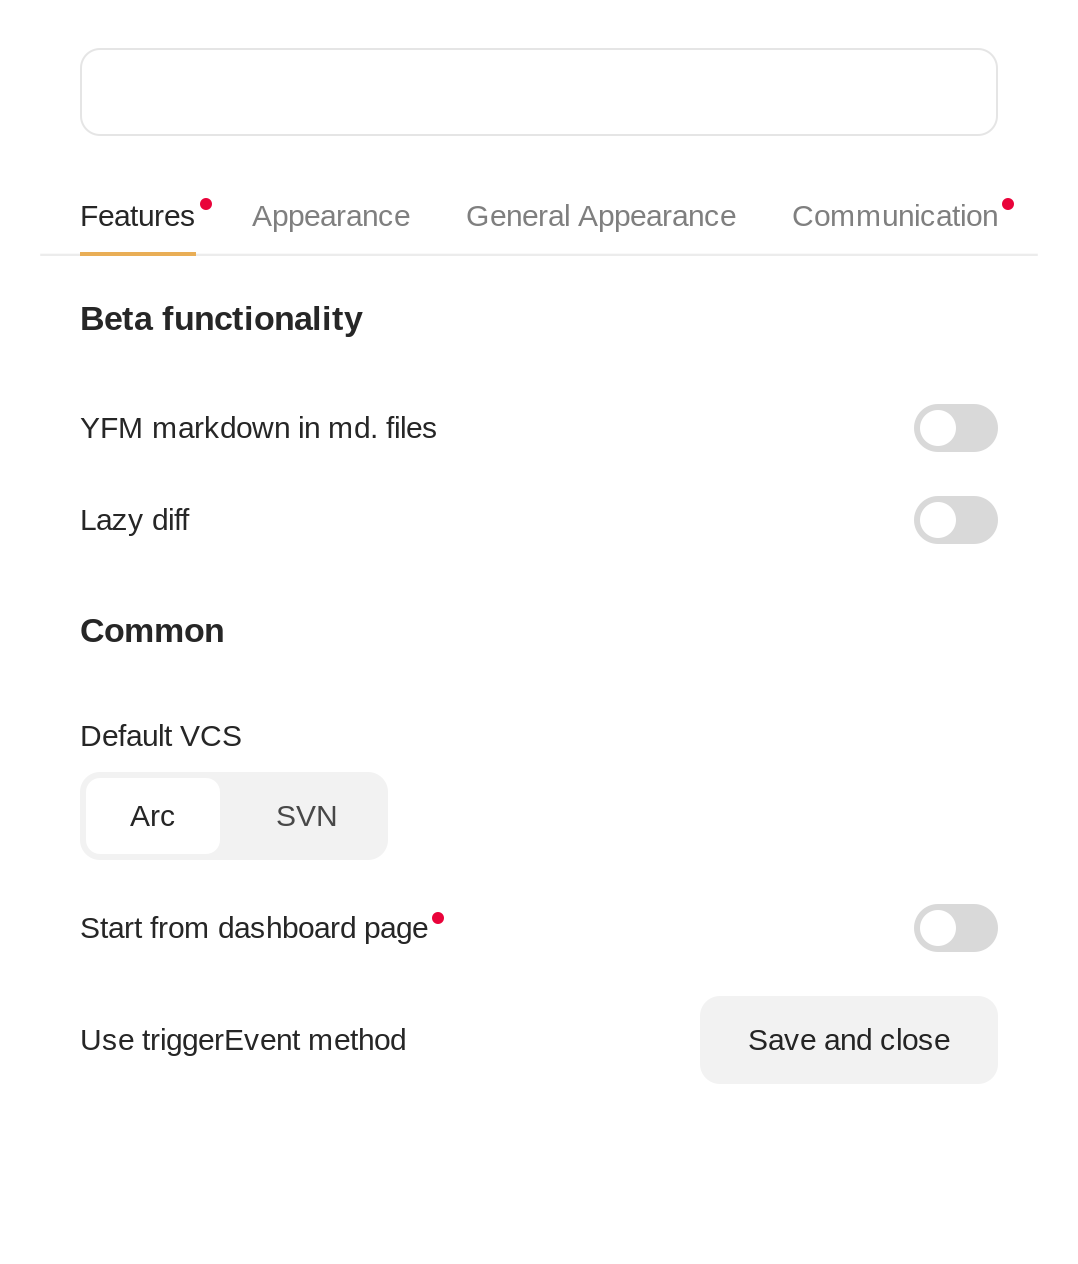 Features Appearance General Appearance Communication
Beta functionality
YFM markdown in md. files
Lazy diff
Common
Default VCS
Arc SVN
Start from dashboard page
Use triggerEvent method Save and close